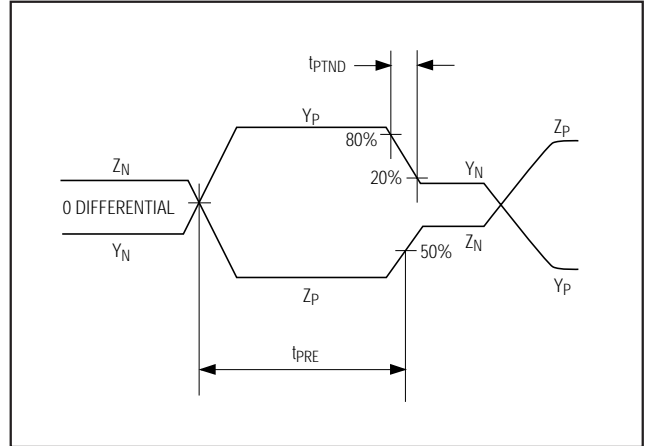 tPTND
YP
80%
ZP
ZN
20%
YN
0 DIFFERENTIAL
YN
50%
ZN
ZP
YP
tPRE